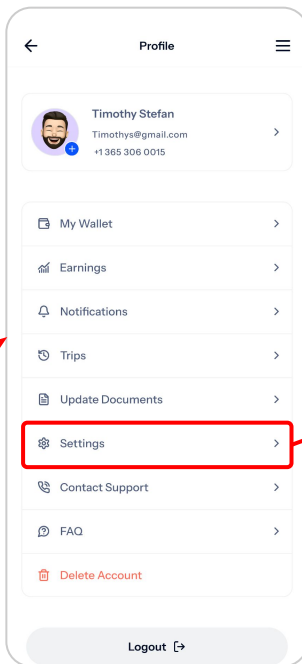 Profile
Timothy Stefan
Timothys@gmail.com
+1 365 306 0015
My Wallet
Earnings
Notifications
Trips
Update Documents
Settings
Contact Support
FAQ
Delete Account
Logout